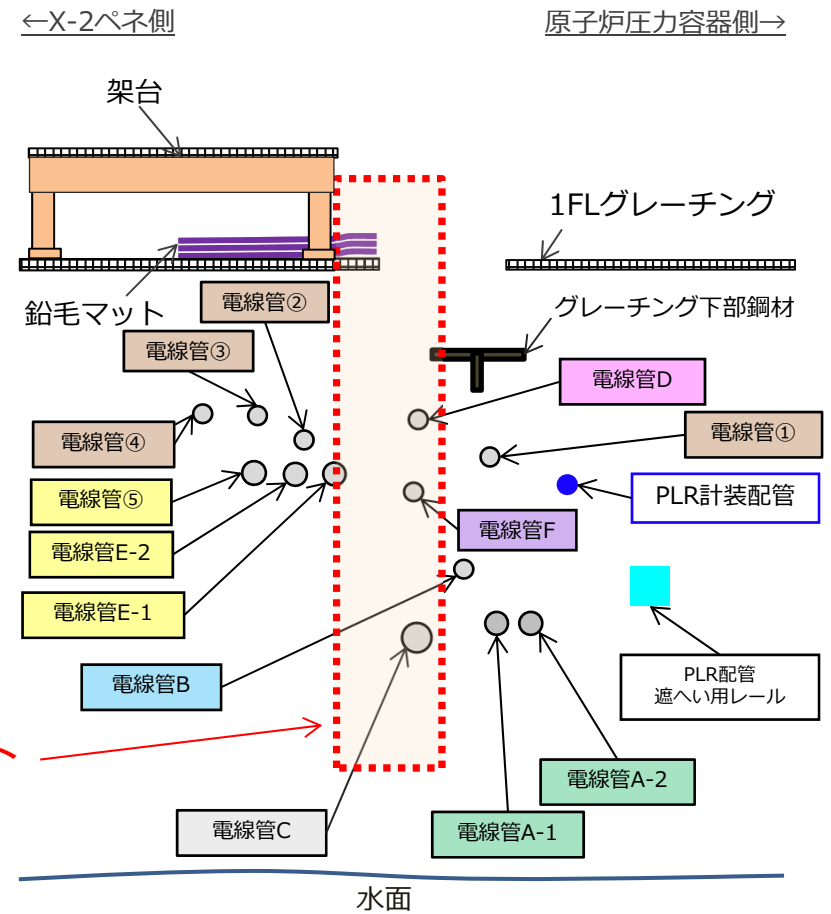 ←X-2ペネ側
原子炉圧力容器側→
架台
1FLグレーチング
鉛毛マット
電線管②
グレーチング下部鋼材
電線管③
電線管D
電線管④
電線管①
電線管⑤
PLR計装配管
電線管F
電線管E-2
電線管E-1
電線管B
PLR配管
遮へい用レール
電線管A-2
電線管C
電線管A-1
水面